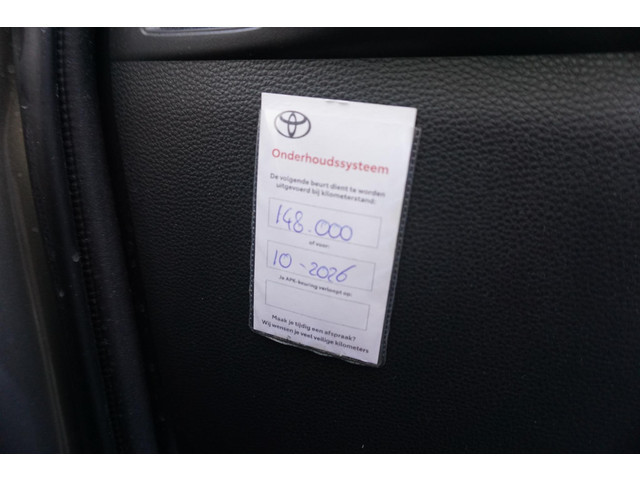 Onderhoudssysteem
De volgende beurt dient te worden
uitgevoerd bij kilometerstand:
148.000
of voor:
10-2026
Je APK-keuring verloopt op:
Maak je tijdig een afspraak?
Wij wensen je veel veilige kilometers